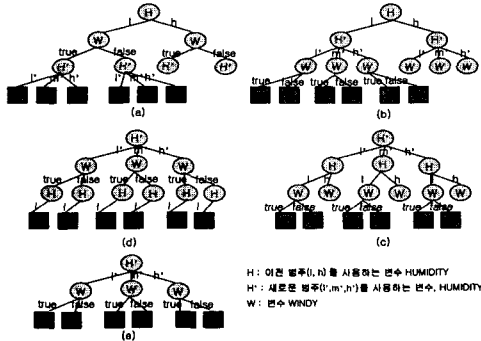 H
l h
W W
true false true false
H' H' H' H'
l' m' h' l' m' h'
(a)
H
l h
H' H'
l' m' h' l' m' h'
W W W W W W
true false true false true false
(b)
H'
l' m' h'
W W W
true false true false true false
H H H H H H
l l l l l l
(d)
H'
l' m' h'
H H H
l h l h l h
W W W W W W
true false true false true false
(c)
H'
l' m' h'
W W W
true false true false true false
(e)
H : 이전 범주(l, h)를 사용하는 변수 HUMIDITY
H' : 새로운 범주(l',m',h')를 사용하는 변수, HUMIDITY
W : 변수 WINDY